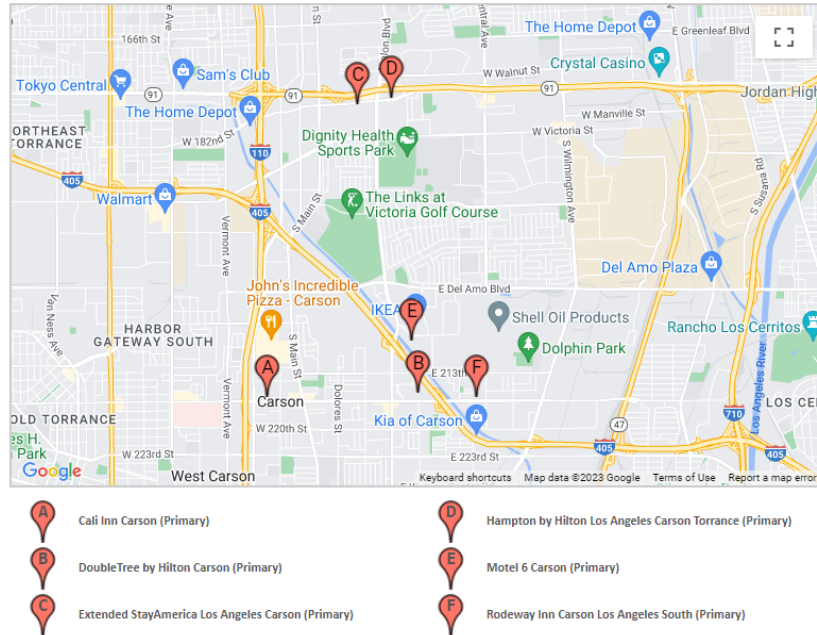 The Home Depot
E Greenleaf Blvd
166th St
Crystal Casino
W Walnut St
Sam's Club
Tokyo Central
91
91
91
Jordan High
The Home Depot
W Manville St
W Victoria St
W 182nd St
Dignity Health
Sports Park
NORTHEAST
TORRANCE
110
405
S Wilmington Ave
S Susana Rd
Walmart
The Links at
Victoria Golf Course
S Main St
405
Vermont Ave
Del Amo Plaza
E Del Amo Blvd
John's Incredible
Pizza - Carson
IKEA
Shell Oil Products
Rancho Los Cerritos
Van Ness Ave
HARBOR
GATEWAY SOUTH
Dolphin Park
S Main St
Los Angeles River
E 213th
Carson
Dolores St
Vermont Ave
OLD TORRANCE
W 220th St
Kia of Carson
LOS CE
710
47
405
es H.
Park
W 223rd St
E 223rd St
Google
West Carson
Keyboard shortcuts
Map data ©2023 Google
Terms of Use
Report a map error
A
B
C
D
E
F
A
Cali Inn Carson (Primary)
D
Hampton by Hilton Los Angeles Carson Torrance (Primary)
B
DoubleTree by Hilton Carson (Primary)
E
Motel 6 Carson (Primary)
C
Extended StayAmerica Los Angeles Carson (Primary)
F
Rodeway Inn Carson Los Angeles South (Primary)